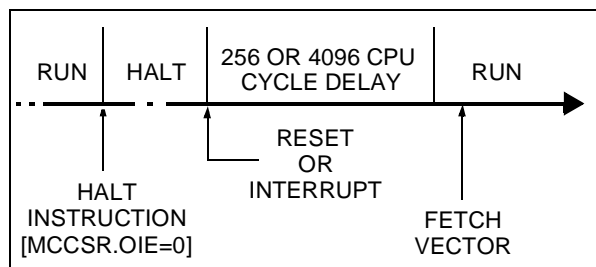 RUN
HALT
256 OR 4096 CPU
CYCLE DELAY
RUN
RESET
OR
INTERRUPT
HALT
INSTRUCTION
[MCCSR.OIE=0]
FETCH
VECTOR